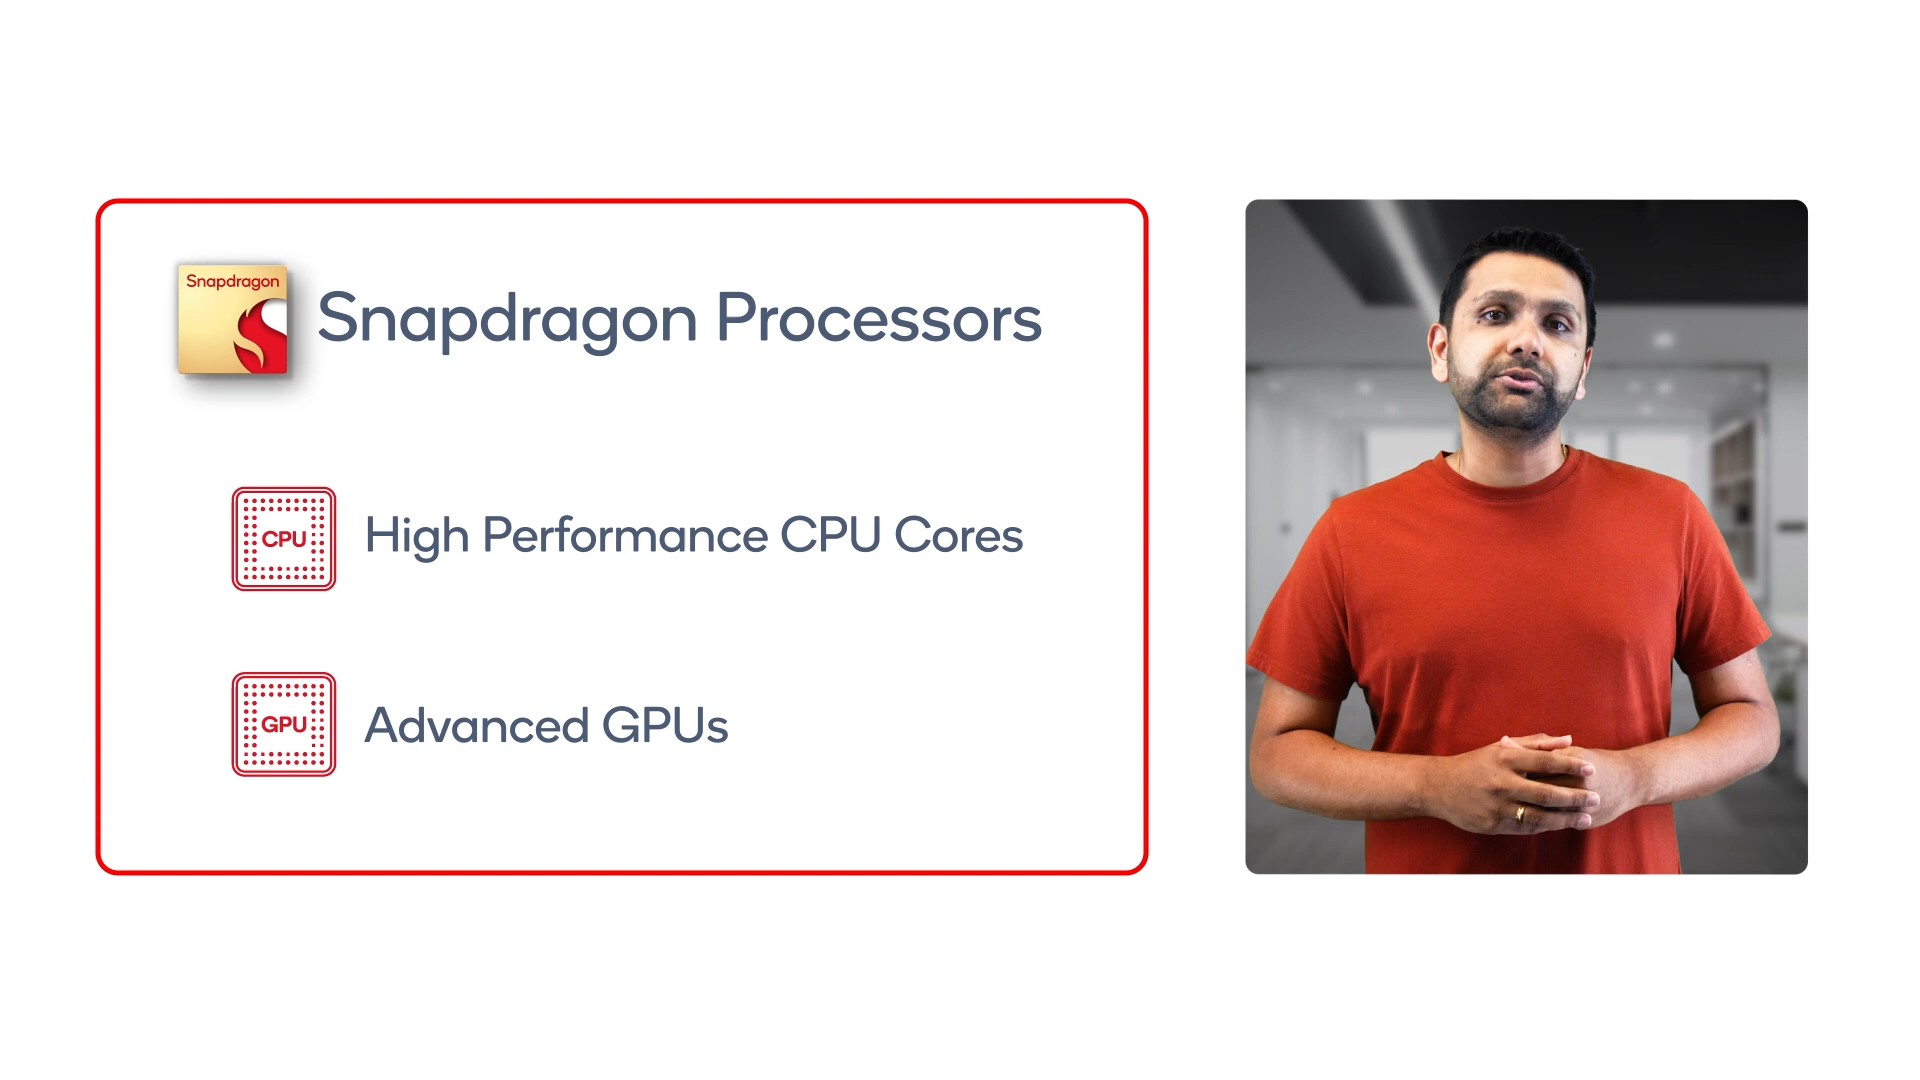 Snapdragon
Snapdragon Processors
CPU
High Performance CPU Cores
GPU
Advanced GPUs